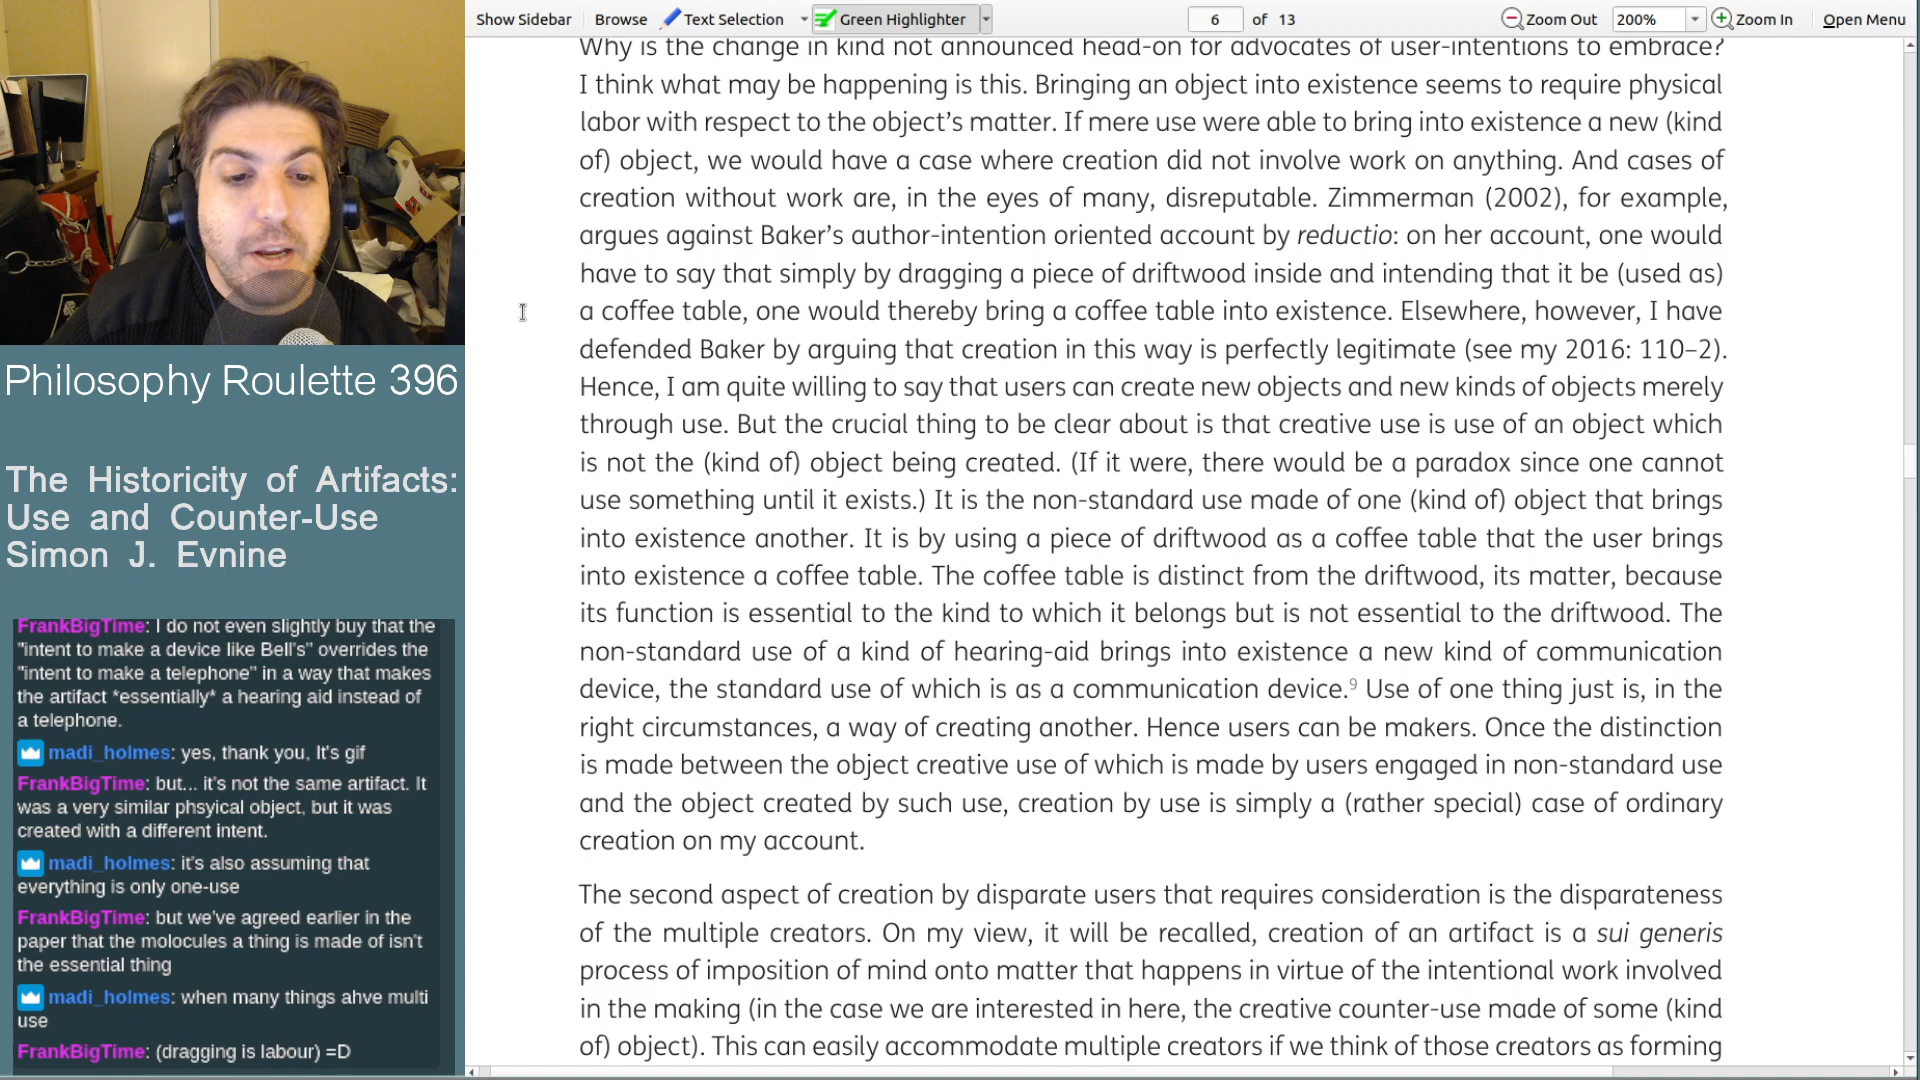 Show Sidebar Browse Text Selection Green Highlighter 6 of 13 Zoom Out 200% Zoom In Open Menu
Why is the change in kind not announced head-on for advocates of user-intentions to embrace?
I think what may be happening is this. Bringing an object into existence seems to require physical
labor with respect to the object’s matter. If mere use were able to bring into existence a new (kind
of) object, we would have a case where creation did not involve work on anything. And cases of
creation without work are, in the eyes of many, disreputable. Zimmerman (2002), for example,
argues against Baker’s author-intention oriented account by reductio: on her account, one would
have to say that simply by dragging a piece of driftwood inside and intending that it be (used as)
a coffee table, one would thereby bring a coffee table into existence. Elsewhere, however, I have
defended Baker by arguing that creation in this way is perfectly legitimate (see my 2016: 110–2).
Hence, I am quite willing to say that users can create new objects and new kinds of objects merely
through use. But the crucial thing to be clear about is that creative use is use of an object which
is not the (kind of) object being created. (If it were, there would be a paradox since one cannot
use something until it exists.) It is the non-standard use made of one (kind of) object that brings
into existence another. It is by using a piece of driftwood as a coffee table that the user brings
into existence a coffee table. The coffee table is distinct from the driftwood, its matter, because
its function is essential to the kind to which it belongs but is not essential to the driftwood. The
non-standard use of a kind of hearing-aid brings into existence a new kind of communication
device, the standard use of which is as a communication device.9 Use of one thing just is, in the
right circumstances, a way of creating another. Hence users can be makers. Once the distinction
is made between the object creative use of which is made by users engaged in non-standard use
and the object created by such use, creation by use is simply a (rather special) case of ordinary
creation on my account.
The second aspect of creation by disparate users that requires consideration is the disparateness
of the multiple creators. On my view, it will be recalled, creation of an artifact is a sui generis
process of imposition of mind onto matter that happens in virtue of the intentional work involved
in the making (in the case we are interested in here, the creative counter-use made of some (kind
of) object). This can easily accommodate multiple creators if we think of those creators as forming
Philosophy Roulette 396
The Historicity of Artifacts:
Use and Counter-Use
Simon J. Evnine
FrankBigTime: I do not even slightly buy that the
"intent to make a device like Bell's" overrides the
"intent to make a telephone" in a way that makes
the artifact *essentially* a hearing aid instead of
a telephone.
madi_holmes: yes, thank you, It's gif
FrankBigTime: but... it's not the same artifact. It
was a very similar phsyical object, but it was
created with a different intent.
madi_holmes: it's also assuming that
everything is only one-use
FrankBigTime: but we've agreed earlier in the
paper that the molocules a thing is made of isn't
the essential thing
madi_holmes: when many things ahve multi
use
FrankBigTime: (dragging is labour) =D